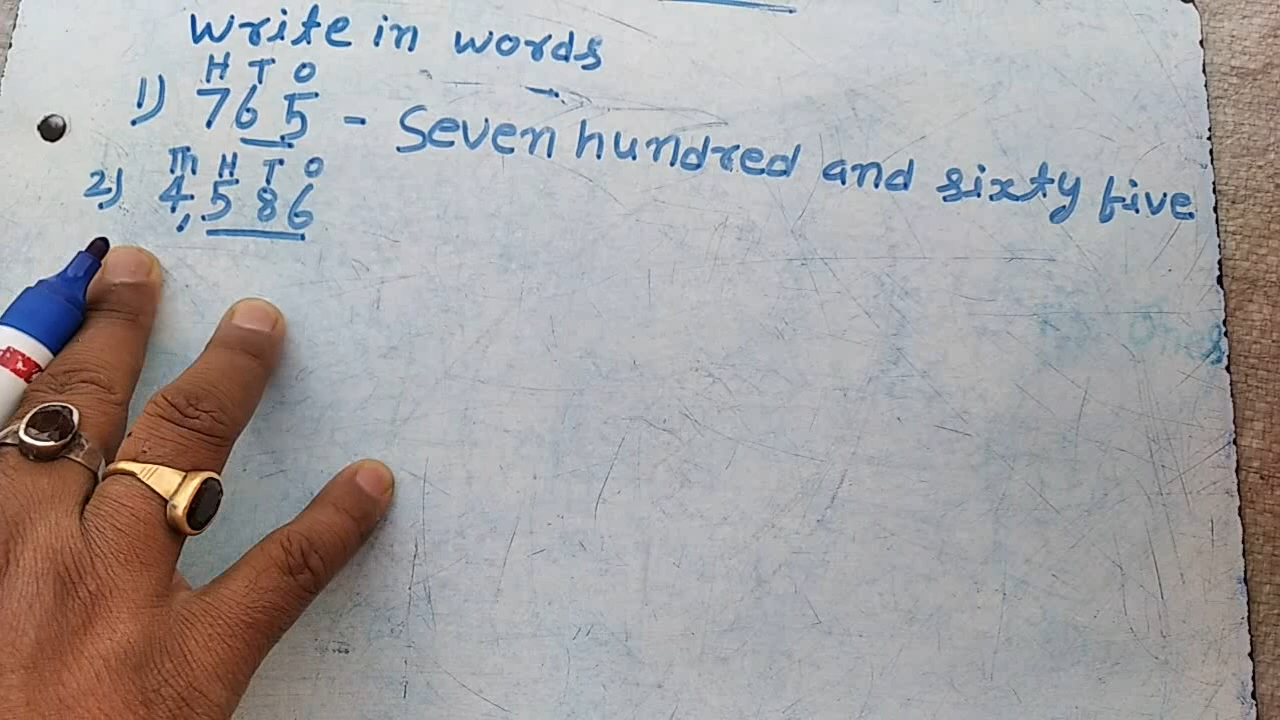 Write in words
H T O
1) 765 - Seven hundred and sixty five
Th H T O
2) 4,586